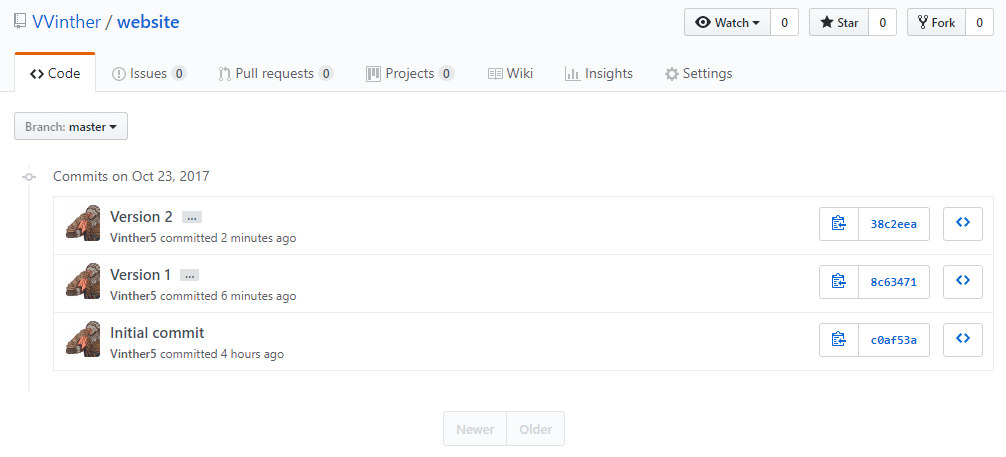 VVinther / website Watch 0 Star 0 Fork 0
Code Issues 0 Pull requests 0 Projects 0 Wiki Insights Settings
Branch: master
Commits on Oct 23, 2017
Version 2 ...
Vinther5 committed 2 minutes ago
38c2eea
Version 1 ...
Vinther5 committed 6 minutes ago
8c63471
Initial commit
Vinther5 committed 4 hours ago
c0af53a
Newer Older